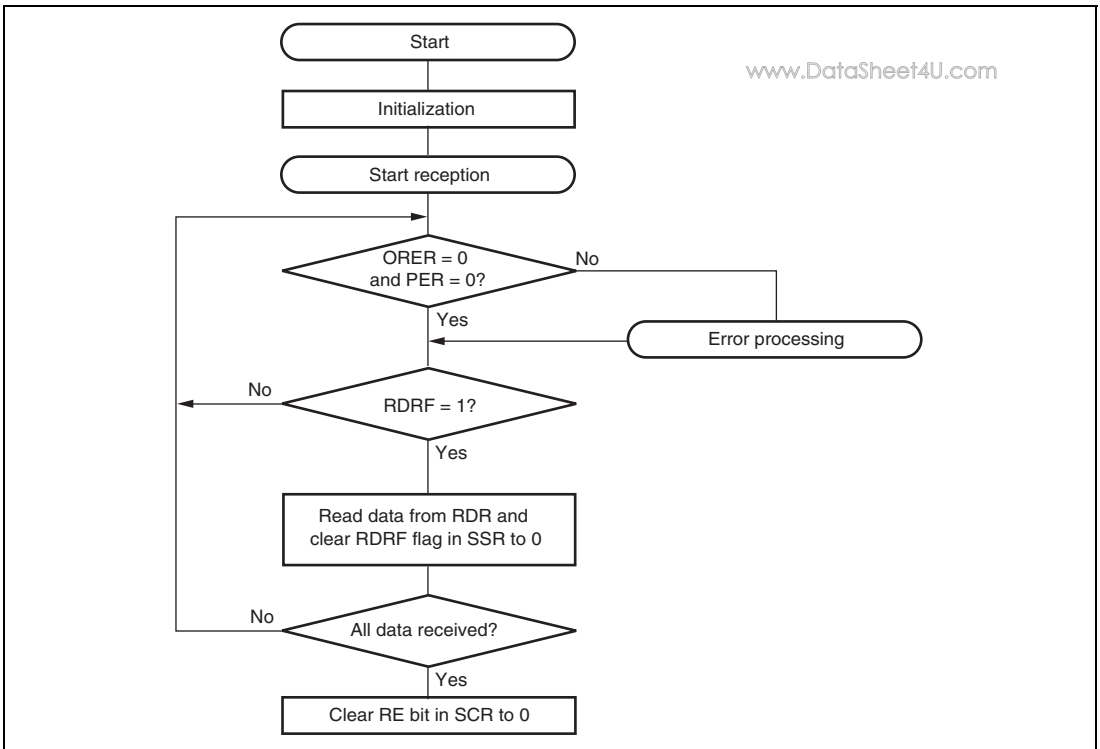 Start
www.DataSheet4U.com
Initialization
Start reception
ORER = 0
and PER = 0?
No
Yes
Error processing
No
RDRF = 1?
Yes
Read data from RDR and
clear RDRF flag in SSR to 0
No
All data received?
Yes
Clear RE bit in SCR to 0